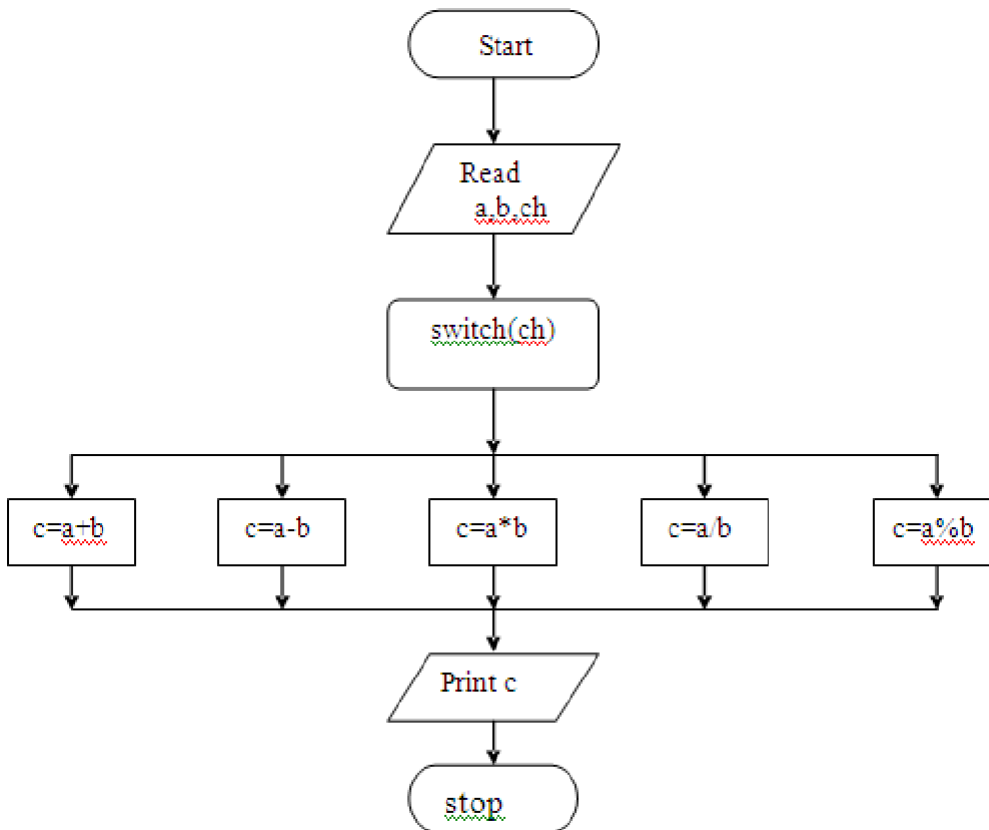 Start
Read
a,b,ch
switch(ch)
c=a+b
c=a-b
c=a*b
c=a/b
c=a%b
Print c
stop